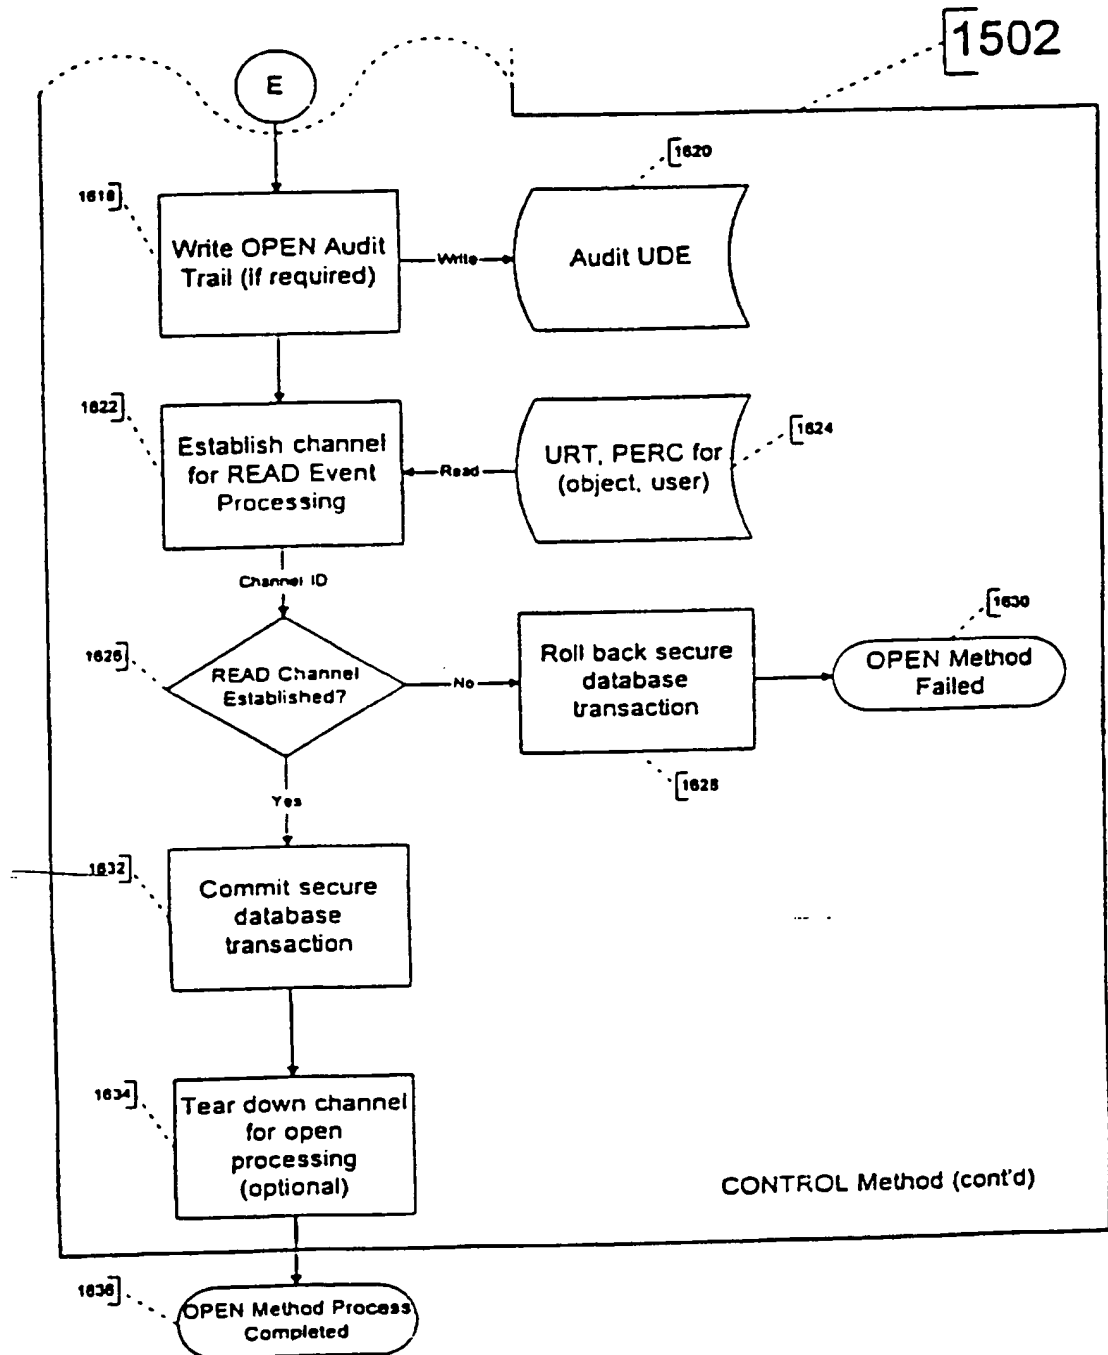 1502
E
1618
Write OPEN Audit
Trail (if required)
Write
1620
Audit UDE
1622
Establish channel
for READ Event
Processing
Read
URT, PERC for
(object, user)
1624
Channel ID
1626
READ Channel
Established?
No
Roll back secure
database
transaction
1628
1630
OPEN Method
Failed
Yes
1632
Commit secure
database
transaction
1634
Tear down channel
for open
processing
(optional)
CONTROL Method (cont'd)
1636
OPEN Method Process
Completed